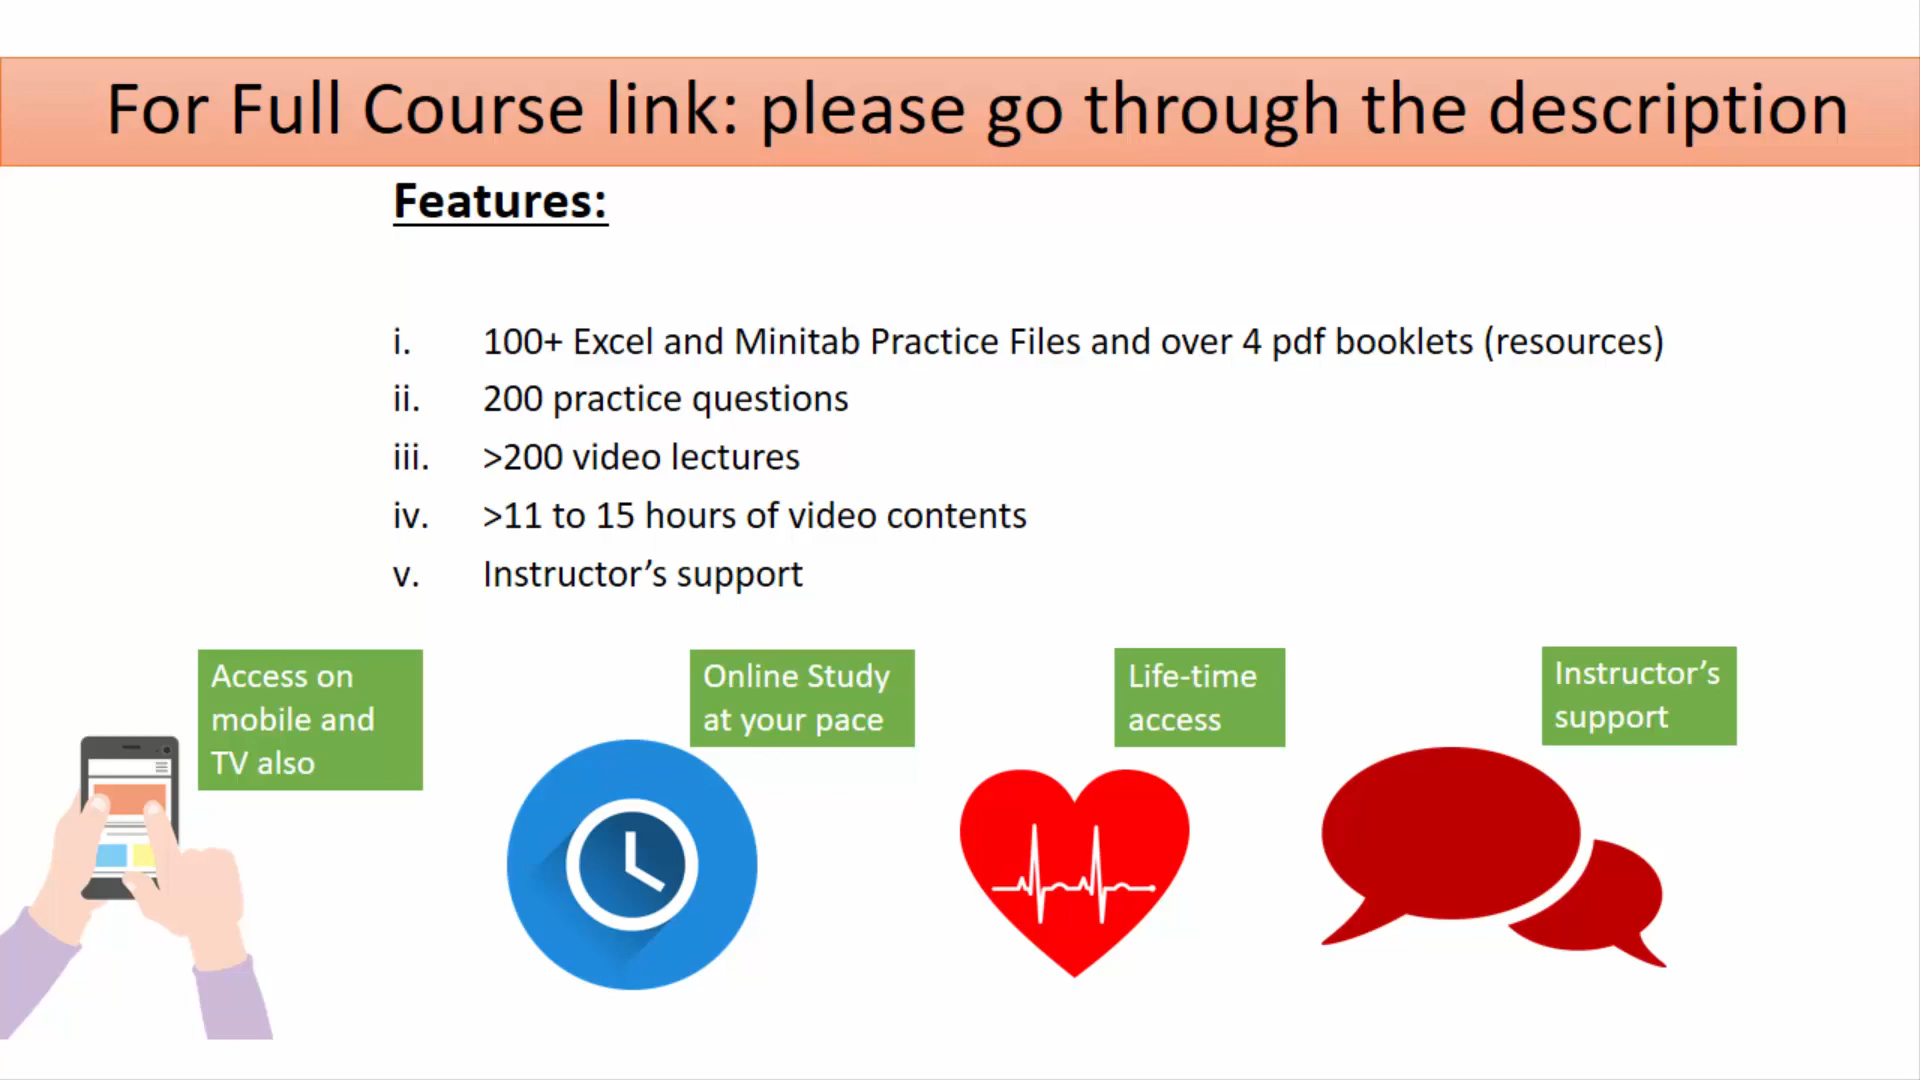 For Full Course link: please go through the description
Features:
i. 100+ Excel and Minitab Practice Files and over 4 pdf booklets (resources)
ii. 200 practice questions
iii. >200 video lectures
iv. >11 to 15 hours of video contents
v. Instructor’s support
Access on
mobile and
TV also
Online Study
at your pace
Life-time
access
Instructor’s
support